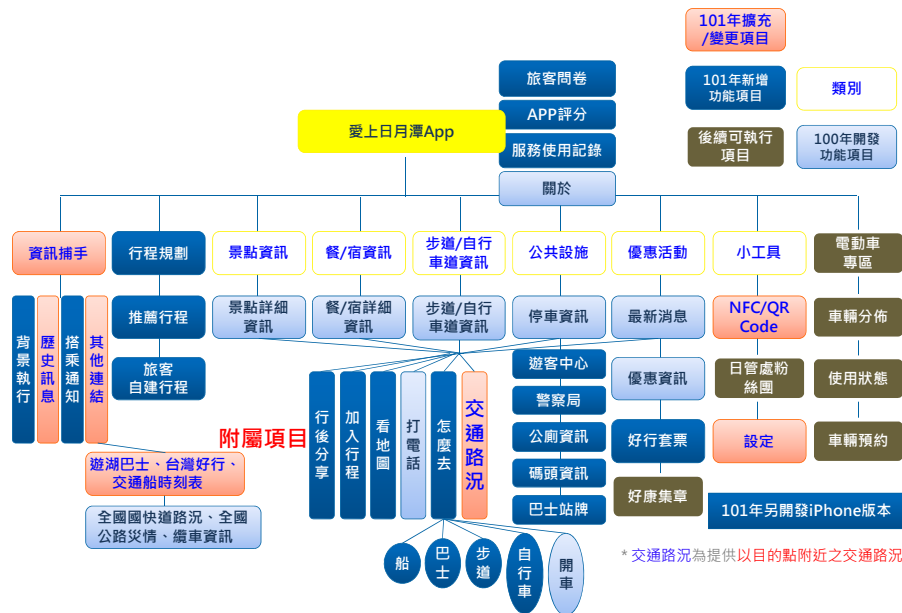 101年擴充
/變更項目
101年新增
功能項目
類別
後續可執行
項目
100年開發
功能項目
愛上日月潭App
旅客問卷
APP評分
服務使用記錄
關於
資訊捕手
行程規劃
景點資訊
餐/宿資訊
步道/自行
車道資訊
公共設施
優惠活動
小工具
電動車
專區
背景執行
歷史訊息
搭乘通知
其他連結
推薦行程
旅客
自建行程
景點詳細
資訊
餐/宿詳細
資訊
步道/自行
車道資訊
停車資訊
遊客中心
警察局
公廁資訊
碼頭資訊
巴士站牌
最新消息
優惠資訊
好行套票
好康集章
NFC/QR
Code
日管處粉
絲團
設定
車輛分佈
使用狀態
車輛預約
附屬項目
行後分享
加入行程
看地圖
打電話
怎麼去
交通路況
遊湖巴士、台灣好行、
交通船時刻表
全國國快道路況、全國
公路災情、纜車資訊
船
巴士
步道
自行車
開車
101年另開發iPhone版本
* 交通路況為提供以目的點附近之交通路況